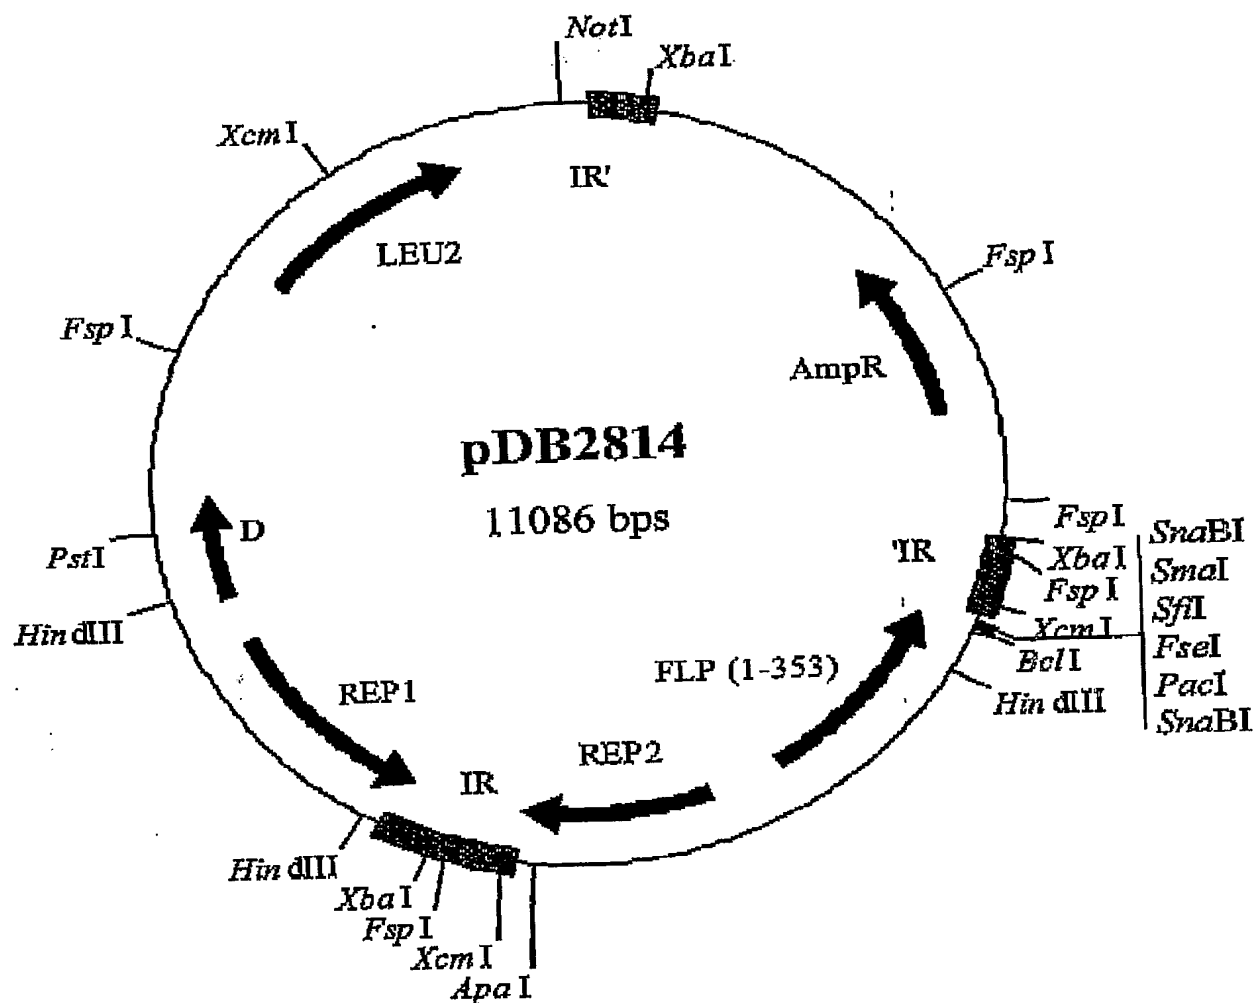 NotI
XbaI
XcmI
IR'
LEU2
FspI
FspI
AmpR
pDB2814
11086 bps
D
PstI
FspI
'IR
SnaBI
XbaI
SmaI
FspI
SfiI
XcmI
FseI
BclI
PacI
HindIII
SnaBI
HindIII
FLP (1-353)
REP1
REP2
IR
HindIII
XbaI
FspI
XcmI
ApaI